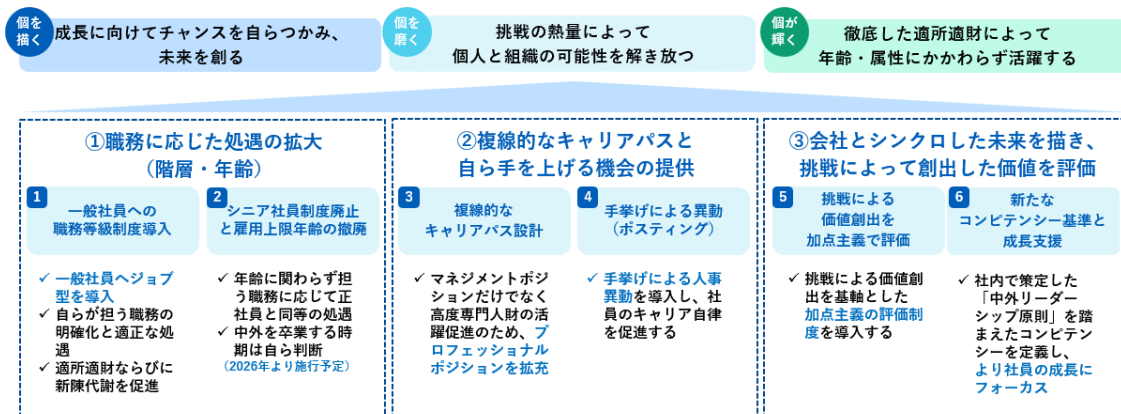 個を
描く
成長に向けてチャンスを自らつかみ、
未来を創る
個を
磨く
挑戦の熱量によって
個人と組織の可能性を解き放つ
個が
輝く
徹底した適所適財によって
年齢・属性にかかわらず活躍する
①職務に応じた処遇の拡大
（階層・年齢）
1
一般社員への
職務等級制度導入
✓ 一般社員へジョブ
型を導入
✓ 自らが担う職務の
明確化と適正な処
遇
✓ 適所適財ならびに
新陳代謝を促進
2
シニア社員制度廃止
と雇用上限年齢の撤廃
✓ 年齢に関わらず担
う職務に応じて正
社員と同等の処遇
✓ 中外を卒業する時
期は自ら判断
（2026年より施行予定）
②複線的なキャリアパスと
自ら手を上げる機会の提供
3
複線的な
キャリアパス設計
✓ マネジメントポジ
ションだけでなく
高度専門人財の活
躍促進のため、プ
ロフェッショナル
ポジションを拡充
4
手挙げによる異動
（ポスティング）
✓ 手挙げによる人事
異動を導入し、社
員のキャリア自律
を促進する
③会社とシンクロした未来を描き、
挑戦によって創出した価値を評価
5
挑戦による
価値創出を
加点主義で評価
✓ 挑戦による価値創
出を基軸とした
加点主義の評価制
度を導入する
6
新たな
コンピテンシー基準と
成長支援
✓ 社内で策定した
「中外リーダー
シップ原則」を踏
まえたコンピテン
シーを定義し、
より社員の成長に
フォーカス